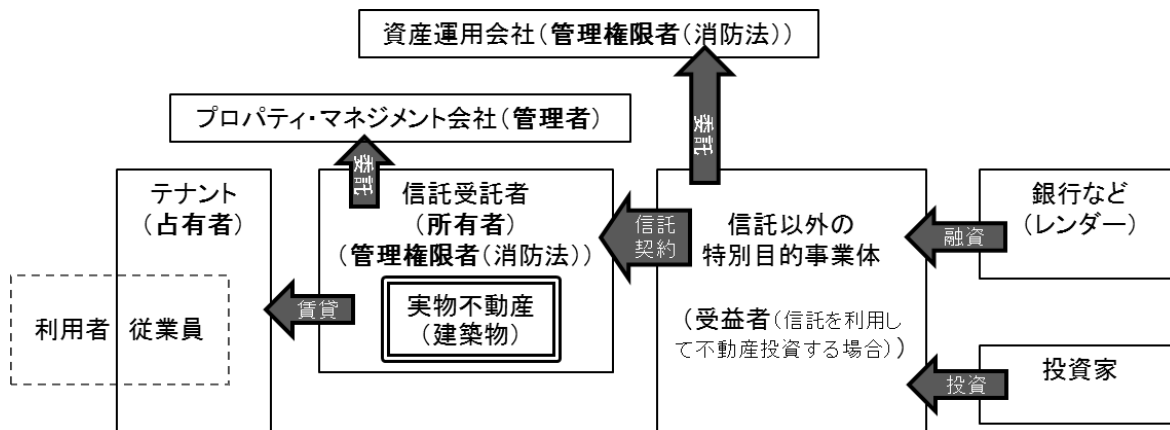 資産運用会社(管理権限者(消防法))
プロパティ・マネジメント会社(管理者)
委託
委託
テナント
(占有者)
利用者 従業員
賃貸
信託受託者
(所有者)
(管理権限者(消防法))
実物不動産
(建築物)
信託
契約
信託以外の
特別目的事業体
(受益者(信託を利用し
て不動産投資する場合))
融資
銀行など
(レンダー)
投資
投資家